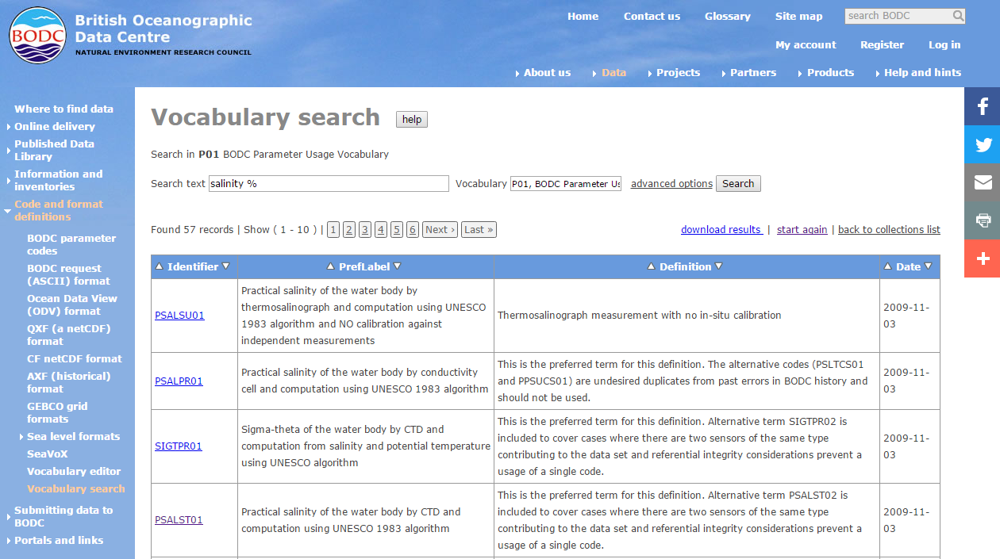 British Oceanographic
Data Centre
NATURAL ENVIRONMENT RESEARCH COUNCIL
BODC
Home Contact us Glossary Site map search BODC
My account Register Log in
About us Data Projects Partners Products Help and hints
Where to find data
Online delivery
Published Data
Library
Information and
inventories
Code and format
definitions
BODC parameter
codes
BODC request
(ASCII) format
Ocean Data View
(ODV) format
QXF (a netCDF)
format
CF netCDF format
AXF (historical)
format
GEBCO grid
formats
Sea level formats
SeaVoX
Vocabulary editor
Vocabulary search
Submitting data to
BODC
Portals and links
Vocabulary search help
Search in P01 BODC Parameter Usage Vocabulary
Search text salinity % Vocabulary P01, BODC Parameter Us advanced options Search
Found 57 records | Show ( 1 - 10 ) | 1 2 3 4 5 6 Next › Last » download results | start again | back to collections list
△ Identifier ▽ △ PrefLabel ▽ △ Definition ▽ △ Date ▽
PSALSU01
Practical salinity of the water body by
thermosalinograph and computation using UNESCO
1983 algorithm and NO calibration against
independent measurements
Thermosalinograph measurement with no in-situ calibration
2009-11-
03
PSALPR01
Practical salinity of the water body by conductivity
cell and computation using UNESCO 1983 algorithm
This is the preferred term for this definition. The alternative codes (PSLTCS01
and PPSUCS01) are undesired duplicates from past errors in BODC history and
should not be used.
2009-11-
03
SIGTPR01
Sigma-theta of the water body by CTD and
computation from salinity and potential temperature
using UNESCO algorithm
This is the preferred term for this definition. Alternative term SIGTPR02 is
included to cover cases where there are two sensors of the same type
contributing to the data set and referential integrity considerations prevent a
usage of a single code.
2009-11-
03
PSALST01
Practical salinity of the water body by CTD and
computation using UNESCO 1983 algorithm
This is the preferred term for this definition. Alternative term PSALST02 is
included to cover cases where there are two sensors of the same type
contributing to the data set and referential integrity considerations prevent a
usage of a single code.
2009-11-
03